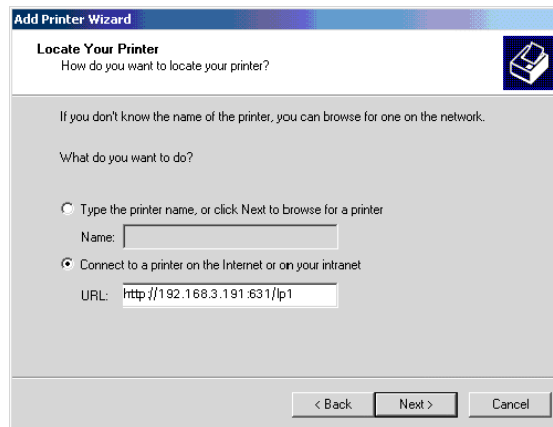 Add Printer Wizard
Locate Your Printer
How do you want to locate your printer?
If you don't know the name of the printer, you can browse for one on the network.
What do you want to do?
Type the printer name, or click Next to browse for a printer
Name:
Connect to a printer on the Internet or on your intranet
URL: http://192.168.3.191:631/lp1
< Back Next > Cancel